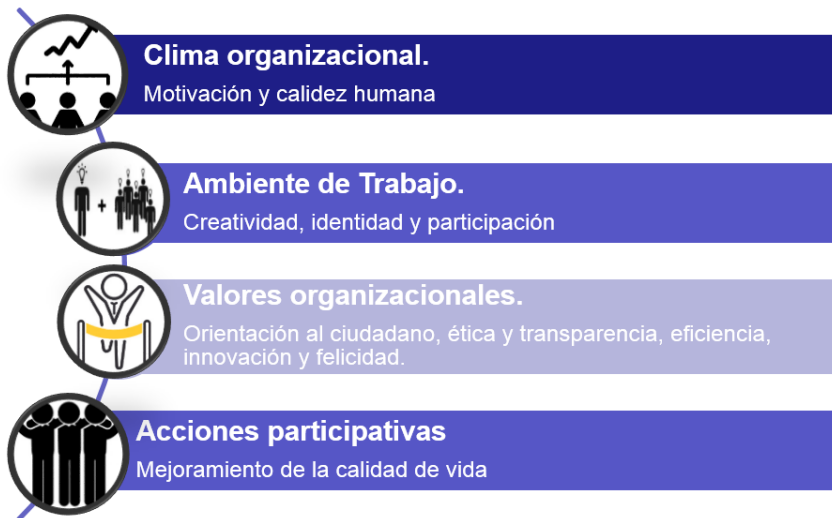 Clima organizacional.
Motivación y calidez humana
Ambiente de Trabajo.
Creatividad, identidad y participación
Valores organizacionales.
Orientación al ciudadano, ética y transparencia, eficiencia,
innovación y felicidad.
Acciones participativas
Mejoramiento de la calidad de vida